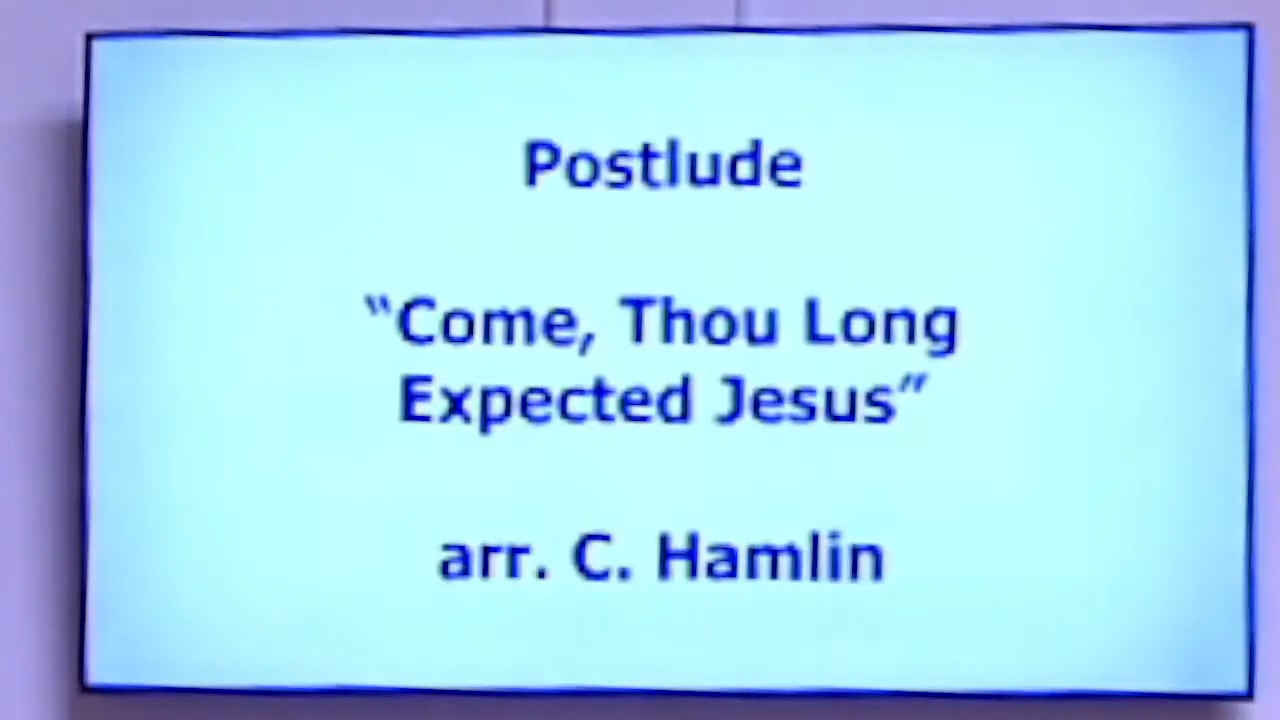 Postlude
“Come, Thou Long
Expected Jesus”
arr. C. Hamlin